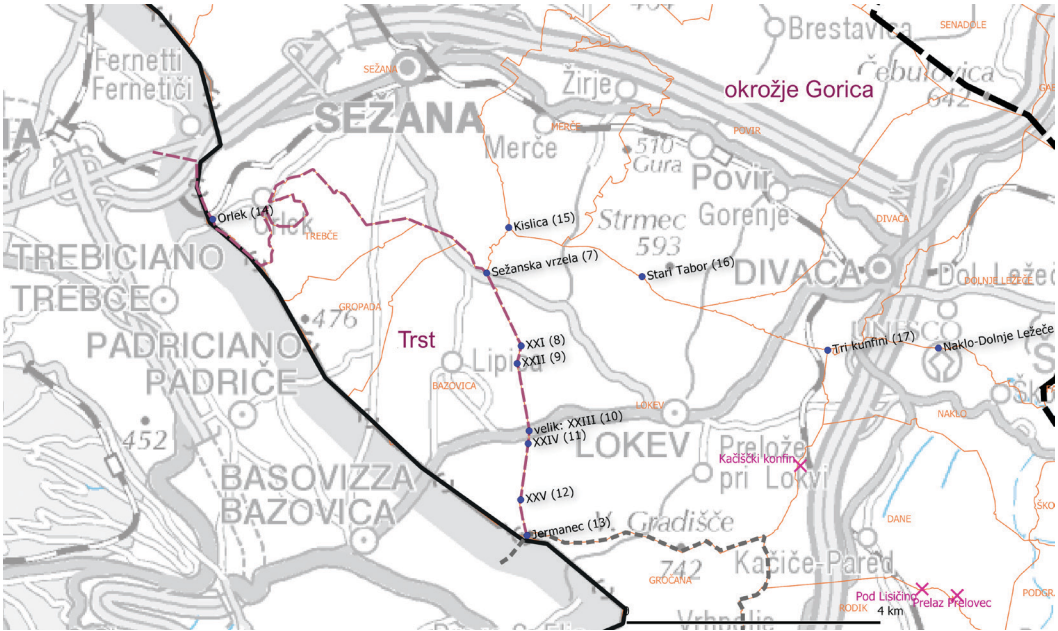 Brestavica
SENADOLE
Fernetti
Fernetiči
SEŽANA
Žirje
Čebulovica
642
okrožje Gorica
SEŽANA
MERČE
Merče
POVIR
510
Gura
Povir
Orlek (14)
Orlek
TREBČE
Kislica (15)
Strmec
593
Gorenje
DIVAČA
TREBICIANO
TREBČE
Sežanska vrzela (7)
Stari Tabor (16)
DIVAČA
Dol. Ležeče
DOLNJE LEŽEČE
GROPADA
476
Trst
PADRICIANO
PADRIČE
XXI (8)
XXII (9)
Lipica
BAZOVICA
UNESCO
Tri kunfini (17)
Naklo-Dolnje Ležeče
452
LOKEV
velik: XXIII (10)
XXIV (11)
LOKEV
NAKLO
Prelože
pri Lokvi
Kačiški konfin
BASOVIZZA
BAZOVICA
XXV (12)
Jermanec (13)
V. Gradišče
742
DANE
Kačiče-Pared
GROČANA
RODIK
Pod Lisičino
Prelaz Prelovec
4 km
Vrhpolje